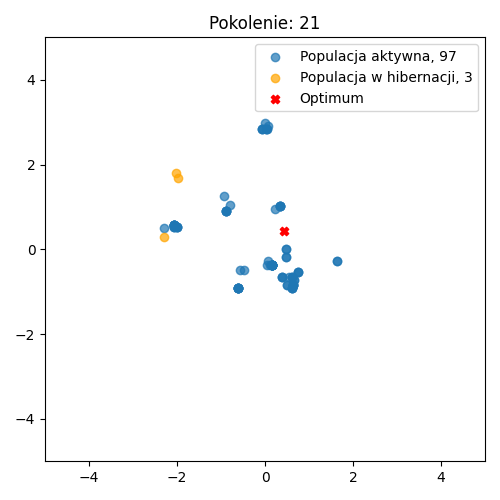 Pokolenie: 21
Populacja aktywna, 97
Populacja w hibernacji, 3
Optimum
4
2
0
−2
−4
−4 −2 0 2 4